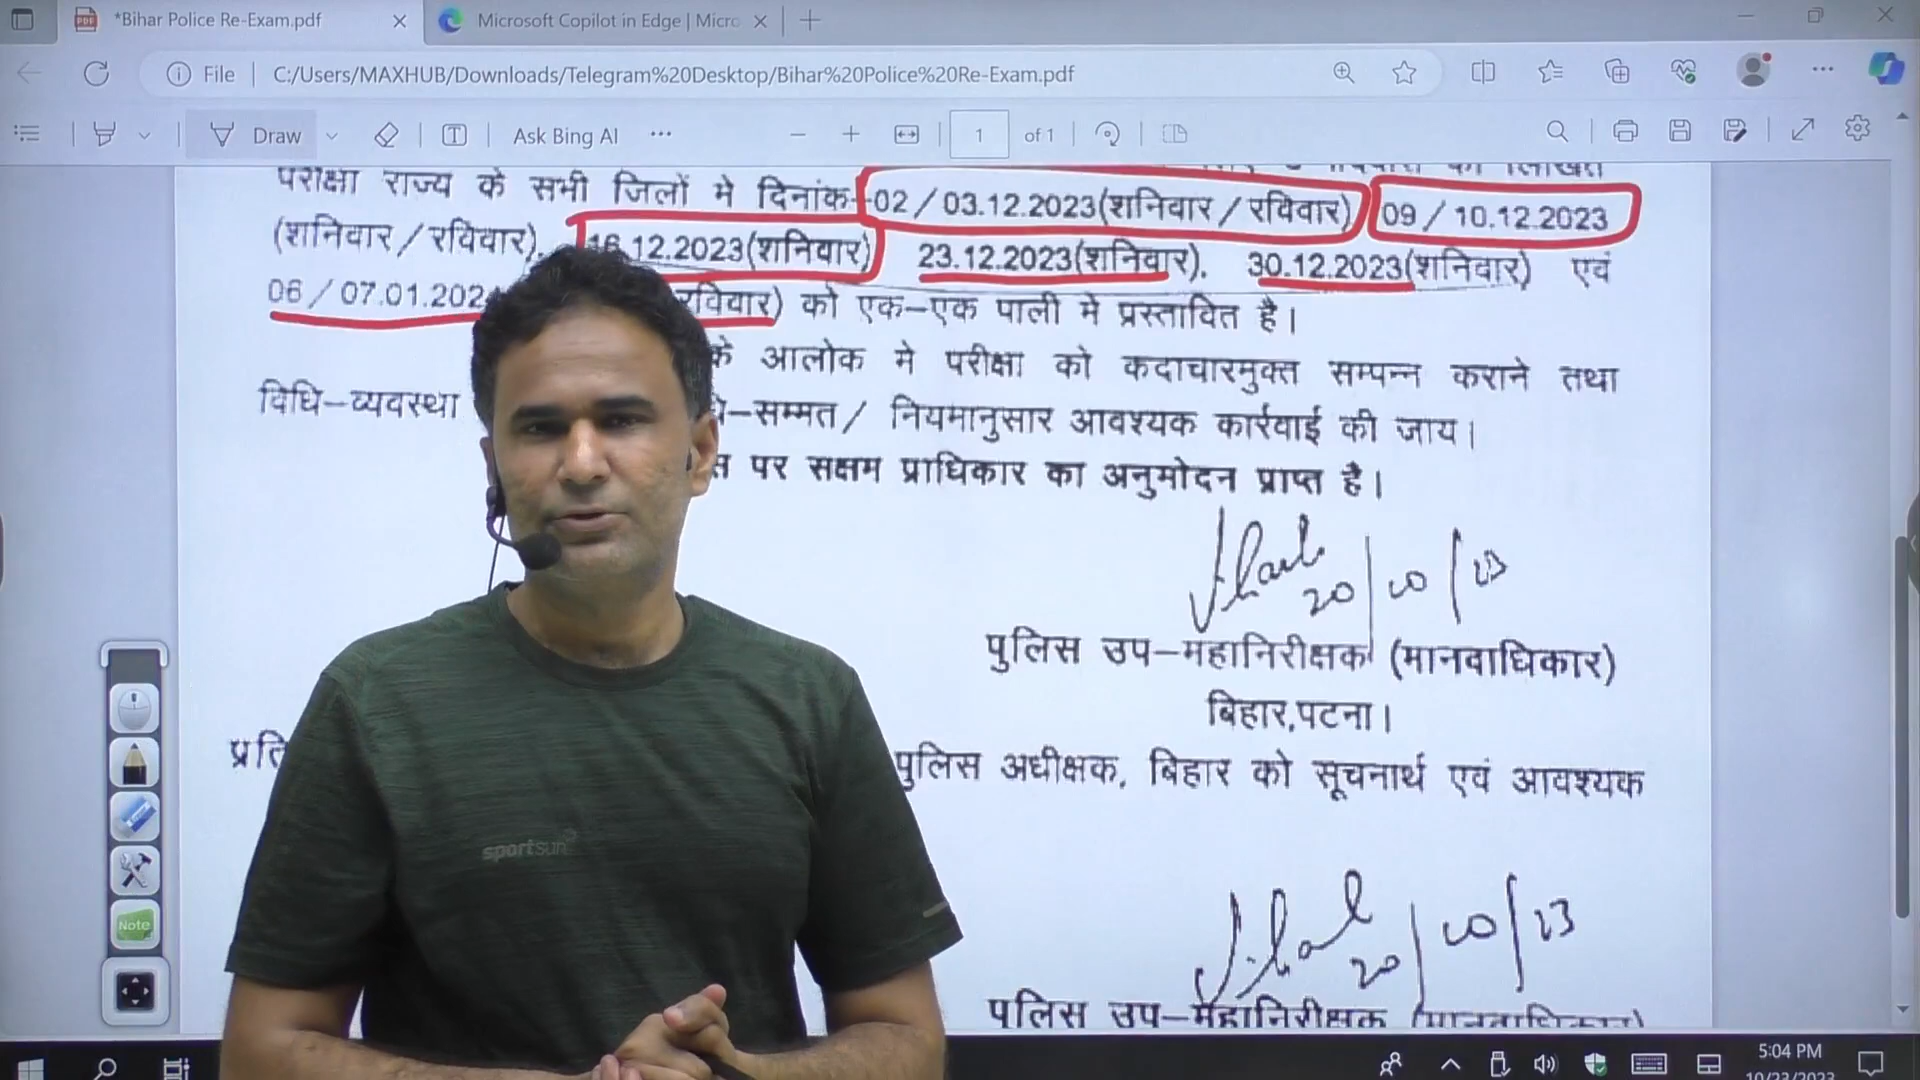 *Bihar Police Re-Exam.pdf
Microsoft Copilot in Edge | Micro
File
C:/Users/MAXHUB/Downloads/Telegram%20Desktop/Bihar%20Police%20Re-Exam.pdf
Draw
Ask Bing AI
1 of 1
परीक्षा राज्य के सभी जिलों मे दिनांक-02/03.12.2023(शनिवार/रविवार) 09/10.12.2023
(शनिवार/रविवार). 16.12.2023(शनिवार) 23.12.2023(शनिवार). 30.12.2023(शनिवार) एवं
06/07.01.2024 रविवार) को एक-एक पाली मे प्रस्तावित है।
के आलोक मे परीक्षा को कदाचारमुक्त सम्पन्न कराने तथा
विधि-व्यवस्था -सम्मत/ नियमानुसार आवश्यक कार्रवाई की जाय।
पर सक्षम प्राधिकार का अनुमोदन प्राप्त है।
20/10/23
पुलिस उप-महानिरीक्षक (मानवाधिकार)
बिहार,पटना।
पुलिस अधीक्षक, बिहार को सूचनार्थ एवं आवश्यक
20/10/23
पुलिस उप-महानिरीक्षक (मानवाधिकार)
sportsun
Note
5:04 PM
10/23/2023